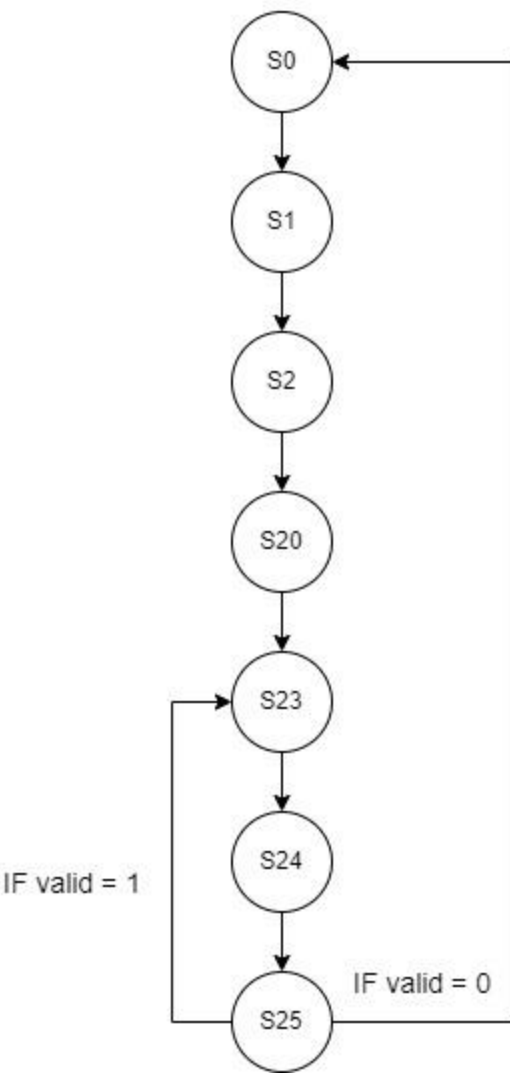 S0
S1
S2
S20
S23
S24
IF valid = 1
IF valid = 0
S25